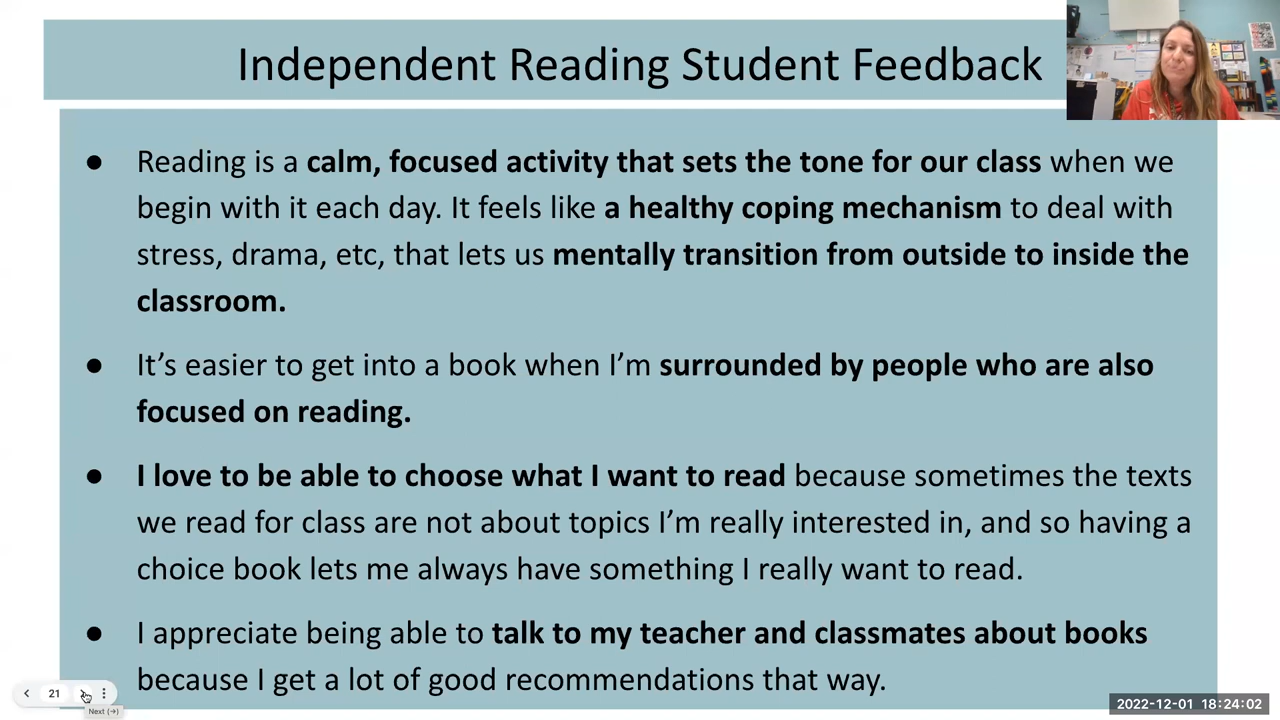 Independent Reading Student Feedback
● Reading is a calm, focused activity that sets the tone for our class when we
begin with it each day. It feels like a healthy coping mechanism to deal with
stress, drama, etc, that lets us mentally transition from outside to inside the
classroom.
● It’s easier to get into a book when I’m surrounded by people who are also
focused on reading.
● I love to be able to choose what I want to read because sometimes the texts
we read for class are not about topics I’m really interested in, and so having a
choice book lets me always have something I really want to read.
● I appreciate being able to talk to my teacher and classmates about books
because I get a lot of good recommendations that way.
21
Next (→)
2022-12-01 18:24:02